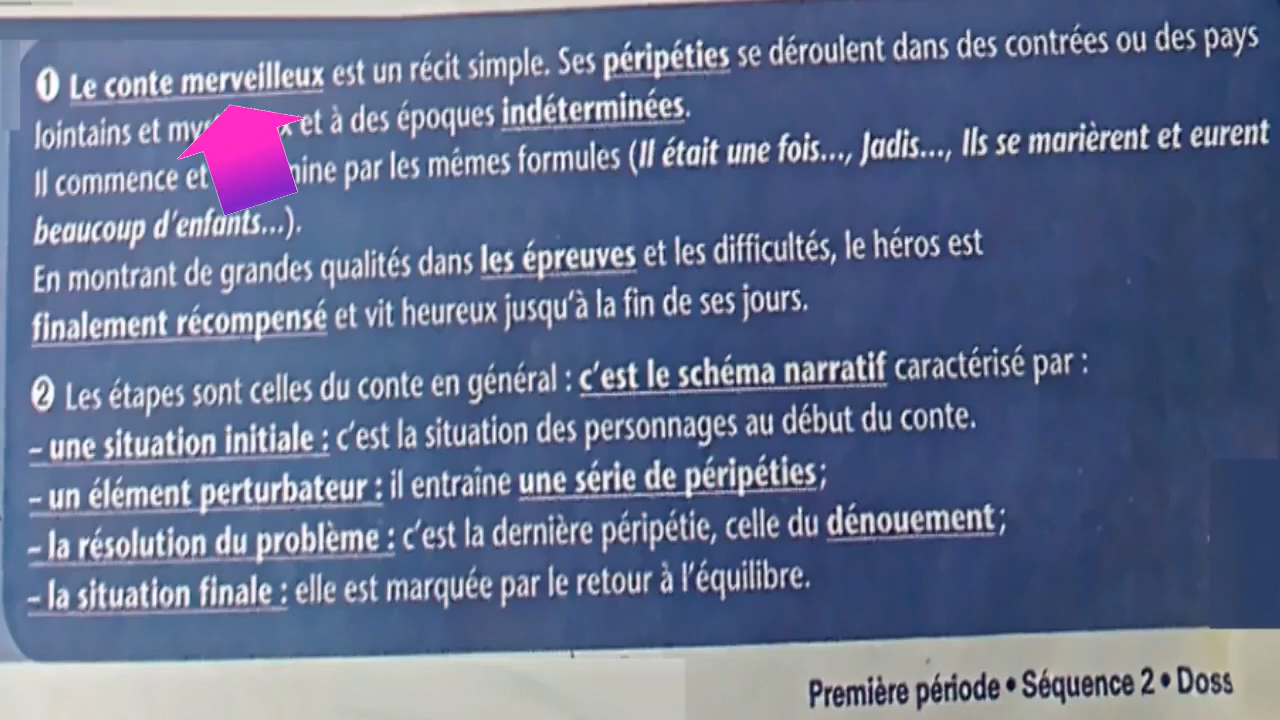 1 Le conte merveilleux est un récit simple. Ses péripéties se déroulent dans des contrées ou des pays
lointains et et à des époques indéterminées.
Il commence et par les mêmes formules (Il était une fois..., Jadis..., Ils se marièrent et eurent
beaucoup d'enfants...).
En montrant de grandes qualités dans les épreuves et les difficultés, le héros est
finalement récompensé et vit heureux jusqu'à la fin de ses jours.
2 Les étapes sont celles du conte en général : c'est le schéma narratif caractérisé par :
– une situation initiale : c'est la situation des personnages au début du conte.
– un élément perturbateur : il entraîne une série de péripéties ;
– la résolution du problème : c'est la dernière péripétie, celle du dénouement ;
– la situation finale : elle est marquée par le retour à l'équilibre.
Première période • Séquence 2 • Doss